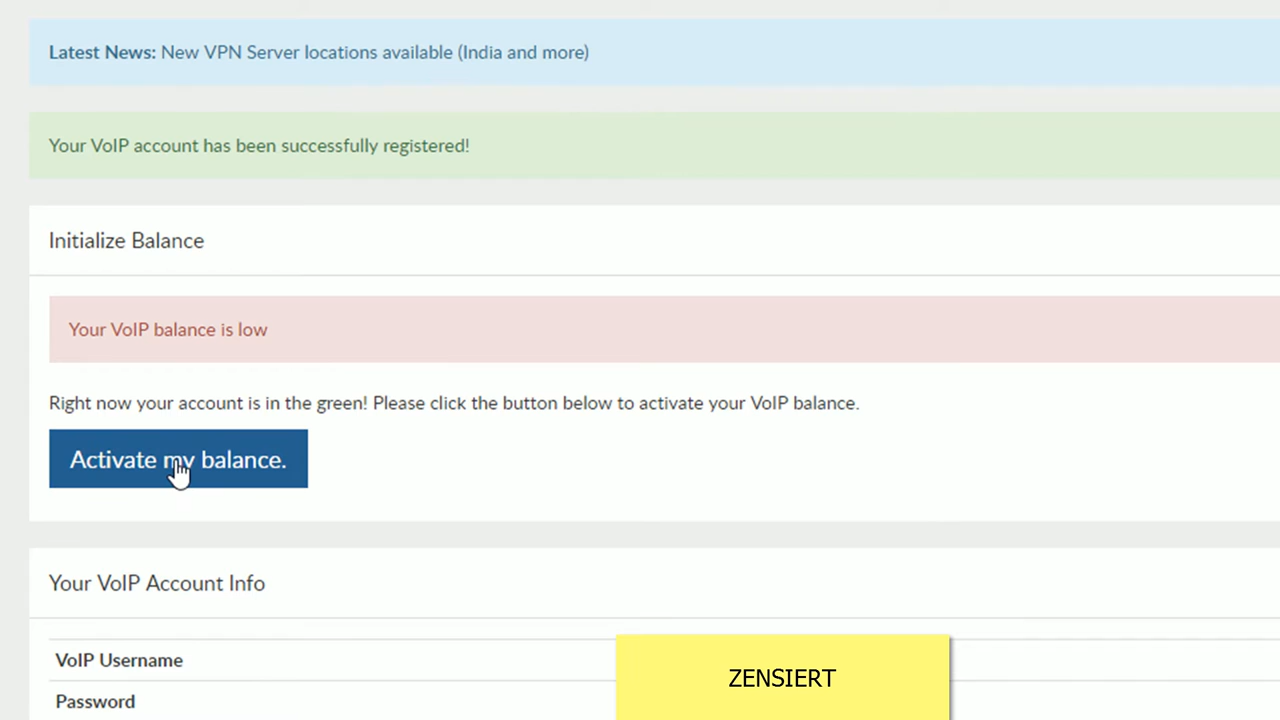 Latest News: New VPN Server locations available (India and more)
Your VoIP account has been successfully registered!
Initialize Balance
Your VoIP balance is low
Right now your account is in the green! Please click the button below to activate your VoIP balance.
Activate my balance.
Your VoIP Account Info
VoIP Username
ZENSIERT
Password